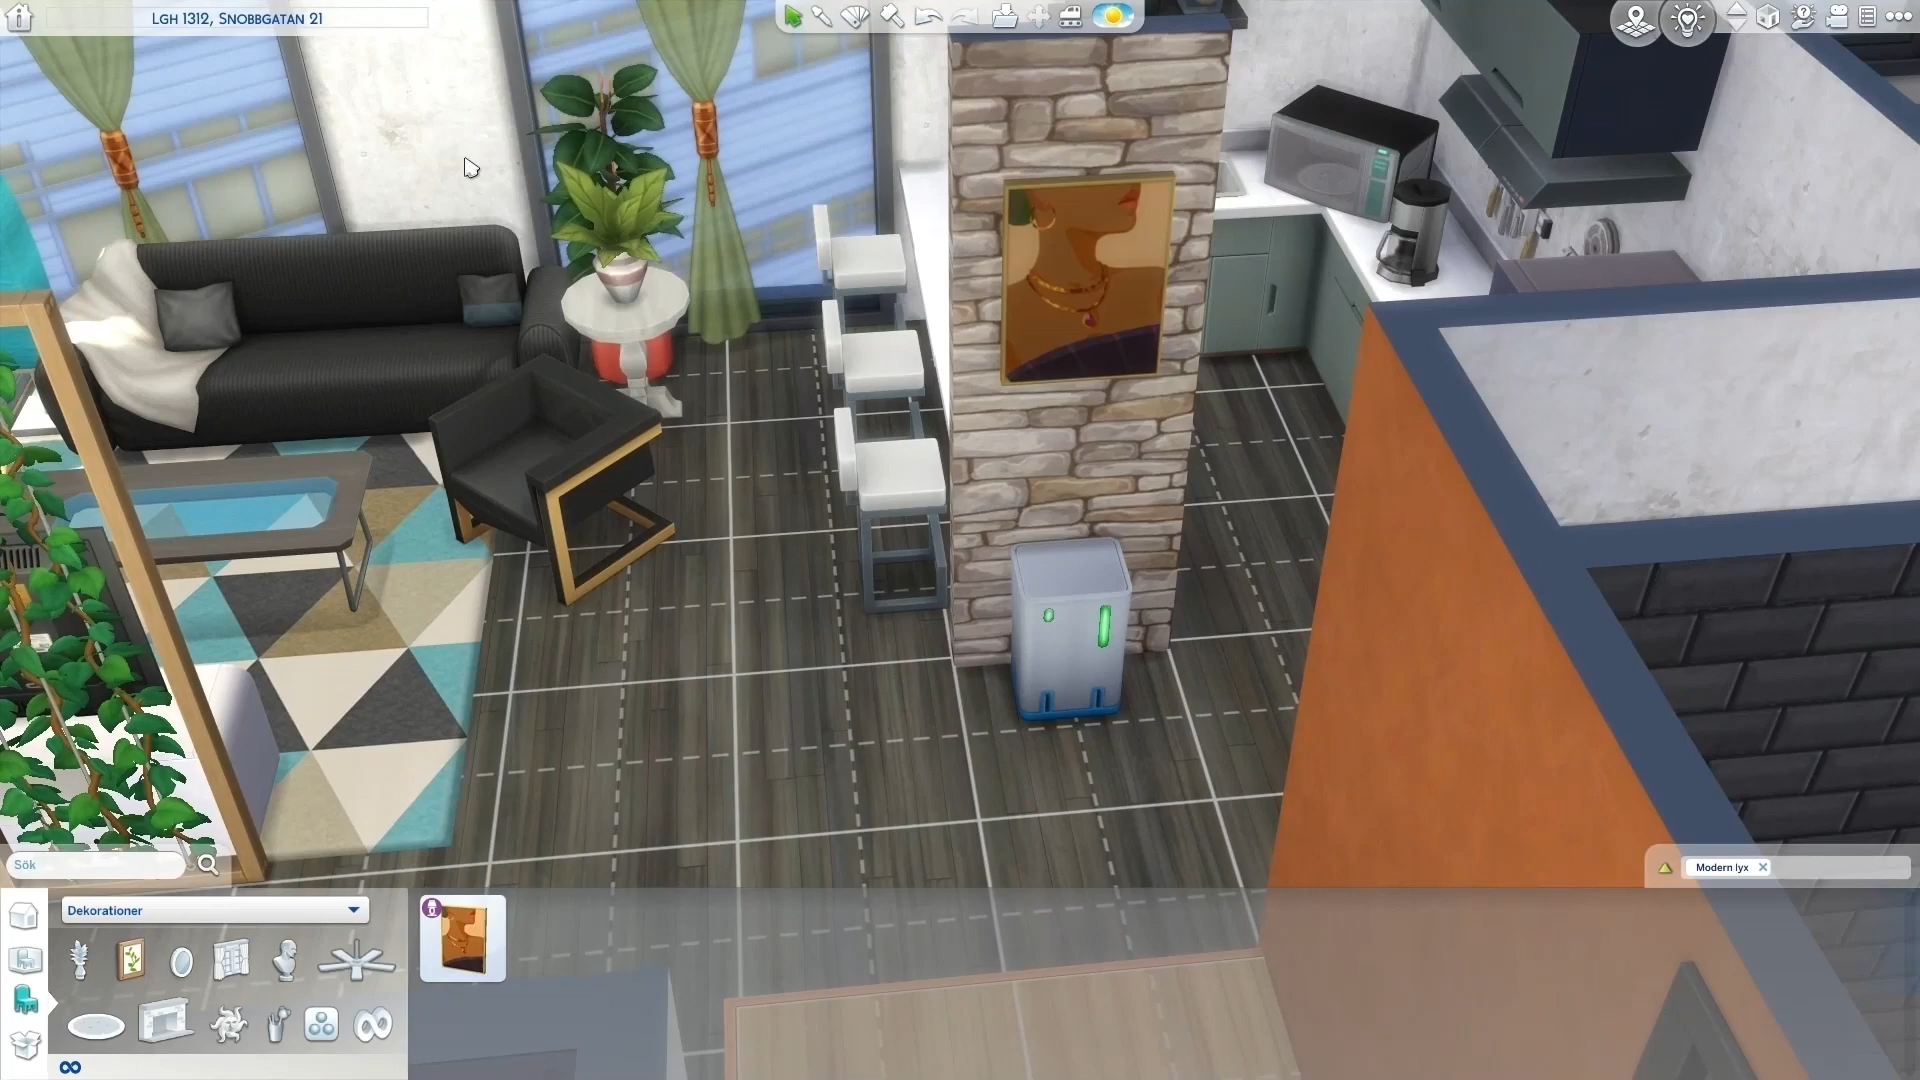 Lgh 1312, Snobbgatan 21
Sök
Modern lyx
Dekorationer